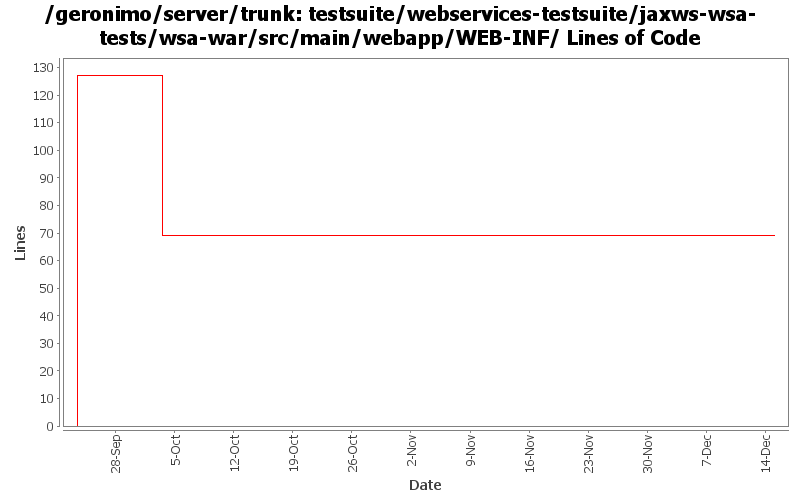 /geronimo/server/trunk: testsuite/webservices-testsuite/jaxws-wsa-
tests/wsa-war/src/main/webapp/WEB-INF/ Lines of Code
130
120
110
100
90
80
70
60
50
40
30
20
10
0
Lines
28-Sep
5-Oct
12-Oct
19-Oct
26-Oct
2-Nov
9-Nov
16-Nov
23-Nov
30-Nov
7-Dec
14-Dec
Date